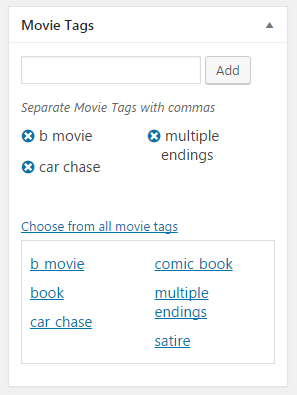 Movie Tags
Add
Separate Movie Tags with commas
b movie
multiple
endings
car chase
Choose from all movie tags
b movie
comic book
book
multiple
endings
car chase
satire